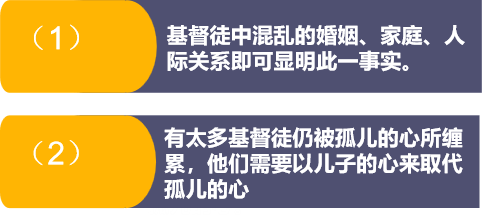 （1）
基督徒中混乱的婚姻、家庭、人
际关系即可显明此一事实。
（2）
有太多基督徒仍被孤儿的心所缠
累，他们需要以儿子的心来取代
孤儿的心